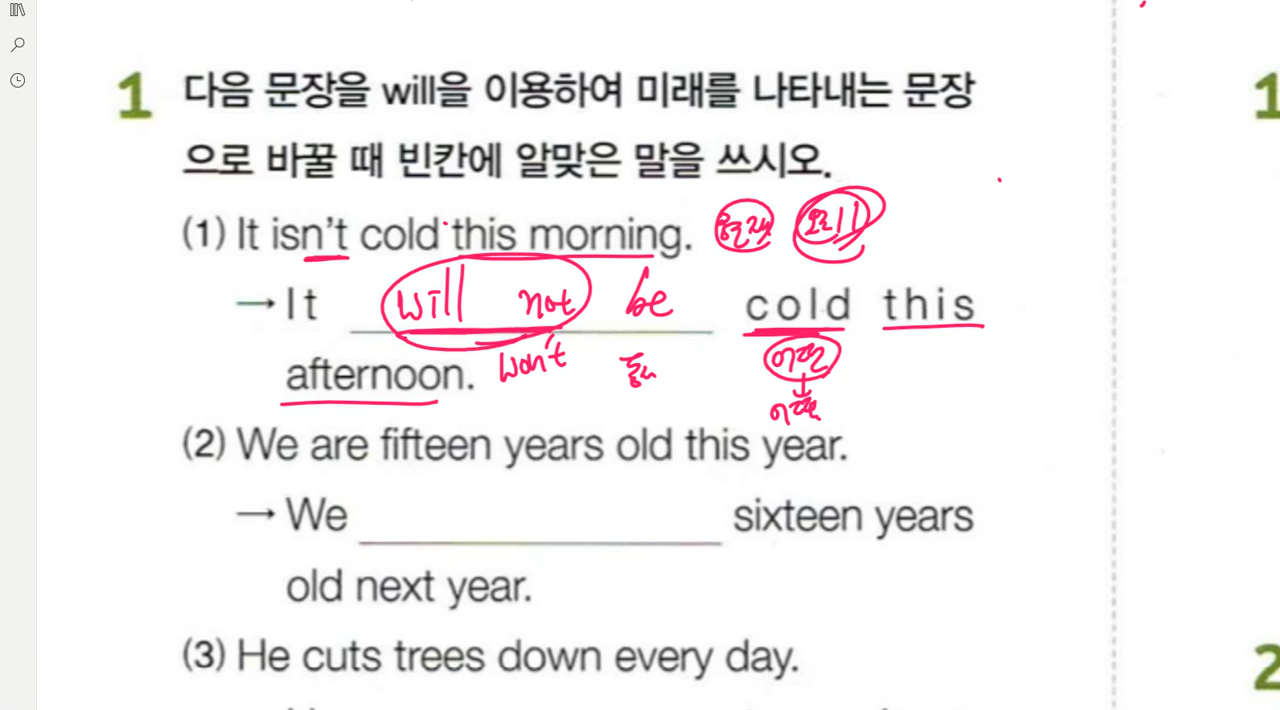 1 다음 문장을 will을 이용하여 미래를 나타내는 문장
으로 바꿀 때 빈칸에 알맞은 말을 쓰시오.
(1) It isn't cold this morning.
→ It will not be cold this
won't
afternoon.
(2) We are fifteen years old this year.
→ We sixteen years
old next year.
(3) He cuts trees down every day.
1
2